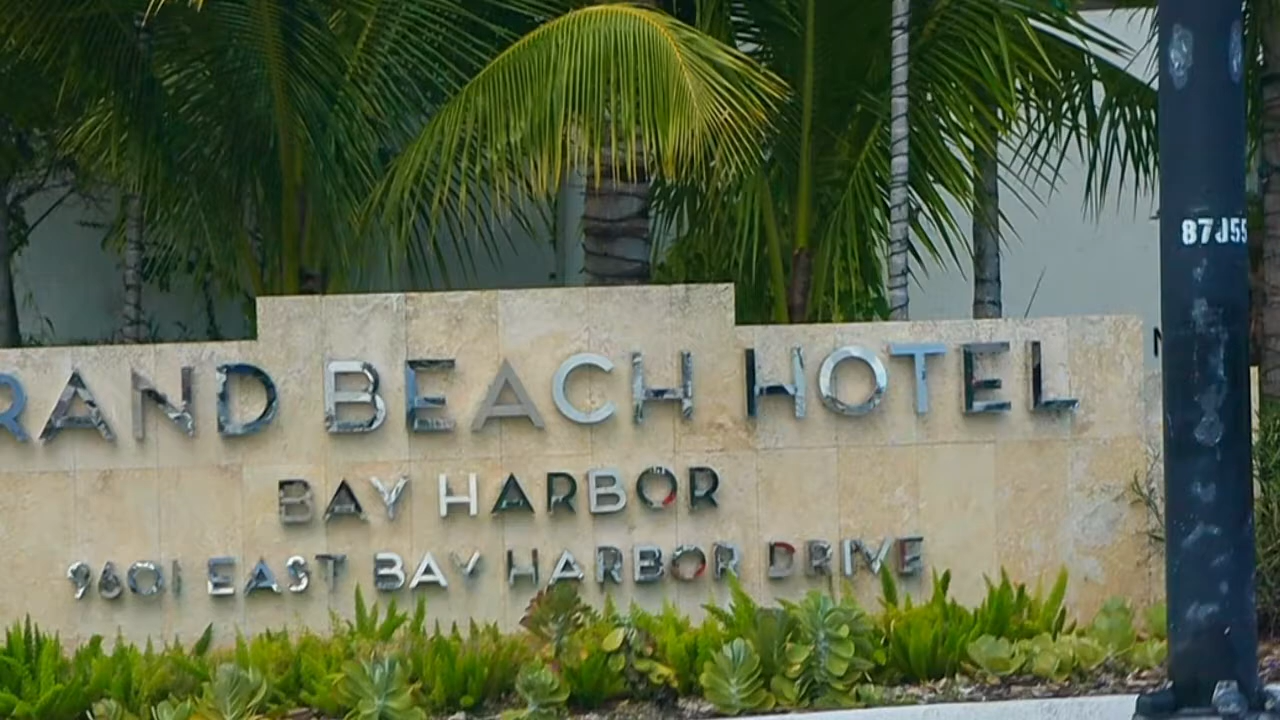 RAND BEACH HOTEL
BAY HARBOR
9601 EAST BAY HARBOR DRIVE
87J55